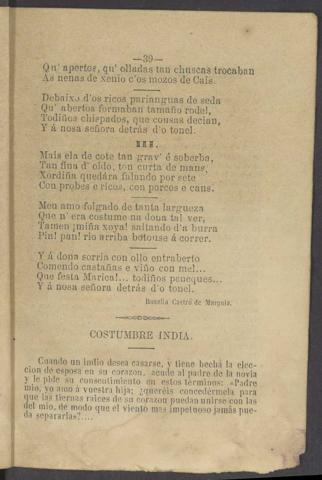 —39—
Qu' apertos, qu' olladas tan chuscas trocaban
As nenas de xenio c'os mozos de Cais.
Debaixo d'os ricos parianguas de seda
Qu' abertos formaban tamaño rodel,
Todiños chispados, que cousas decian,
Y á nosa señora detrás d'o tonel.
III.
Mais ela de cote tan grav' é soberba,
Tan fina d' oldo, ton curta de mans,
Xordiña quedára falando por sete
Con probes e ricos, con porcos e cans.
Meu amo folgado de tanta largueza
Que n' era costume na doua tal ver,
Tamen ¡miña xoya! saltando d'a burra
Pin! pun! rio arriba botouse á correr.
Y á dona sorria con ollo entraberto
Comendo castañas e viño con mel...
Que festa Marica!... todiños peneques...
Y á nosa señora detrás d'o tonel.
Rosalia Castro de Murguia.
COSTUMBRE INDIA.
Cuando un indio desea casarse, y tiene hecha la elec-
cion de esposa en su corazon, acude al padre de la novia
y le pide su consentimiento en estos términos: «Padre
mio, yo amo á vuestra hija; ¿queréis concedérmela para
que las tiernas raices de su corazon puedan unirse con las
del mio, de modo que el viento mas impetuoso jamás pue-
da separarlas?....